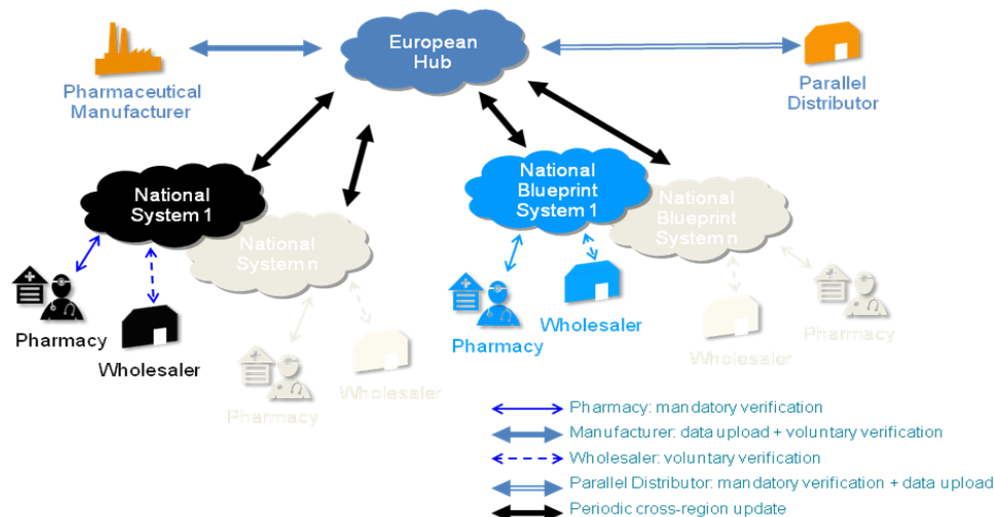 European
Hub
Pharmaceutical
Manufacturer
Parallel
Distributor
National
System 1
National
System n
National
Blueprint
System 1
National
Blueprint
System n
Pharmacy
Wholesaler
Pharmacy
Wholesaler
Pharmacy
Wholesaler
Wholesaler
Pharmacy
Pharmacy: mandatory verification
Manufacturer: data upload + voluntary verification
Wholesaler: voluntary verification
Parallel Distributor: mandatory verification + data upload
Periodic cross-region update